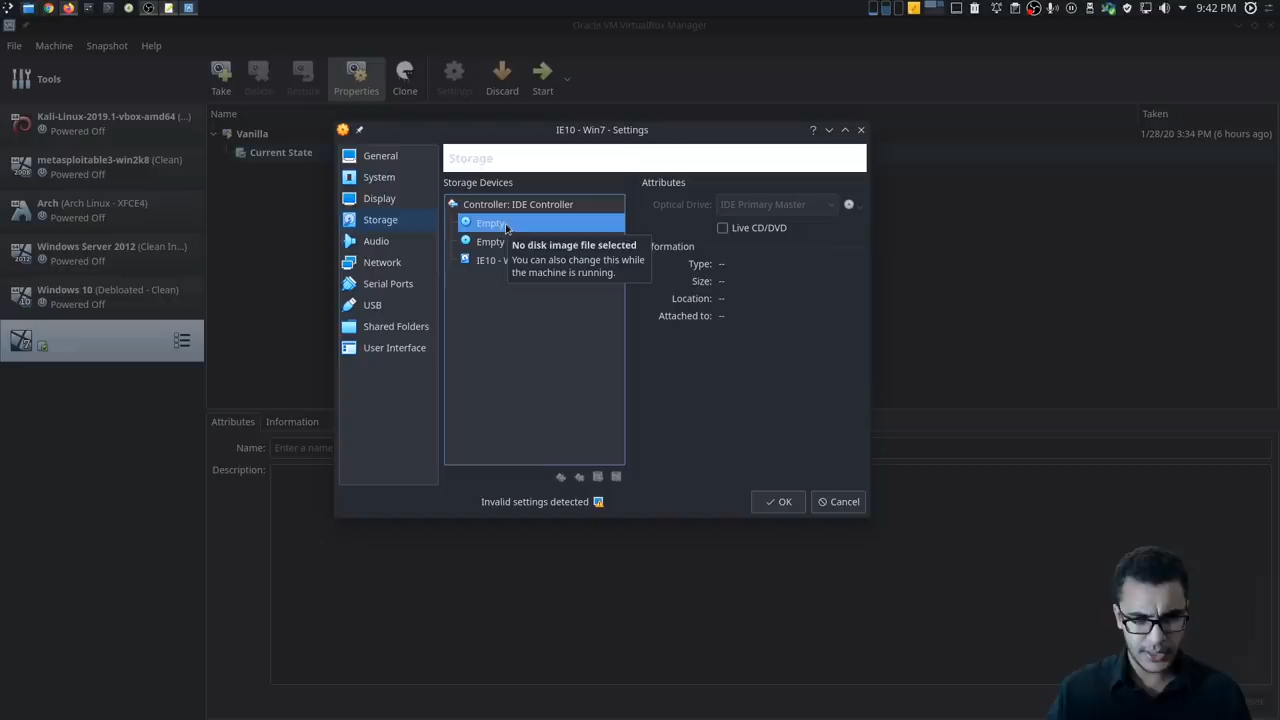 9:42 PM
Oracle VM VirtualBox Manager
File Machine Snapshot Help
Tools
Take Delete Restore Properties Clone Settings Discard Start
Name Taken
Vanilla 1/28/20 3:34 PM (6 hours ago)
Current State
Kali-Linux-2019.1-vbox-amd64 (...)
Powered Off
metasploitable3-win2k8 (Clean)
Powered Off
Arch (Arch Linux - XFCE4)
Powered Off
Windows Server 2012 (Clean In...
Powered Off
Windows 10 (Debloated - Clean)
Powered Off
IE10 - Win7 - Settings
General
System
Display
Storage
Audio
Network
Serial Ports
USB
Shared Folders
User Interface
Storage
Storage Devices
Controller: IDE Controller
Empty
Empty
IE10 - W
No disk image file selected
You can also change this while
the machine is running.
Attributes
Optical Drive: IDE Primary Master
Live CD/DVD
formation
Type: --
Size: --
Location: --
Attached to: --
Invalid settings detected
OK Cancel
Attributes Information
Name: Enter a name
Description: